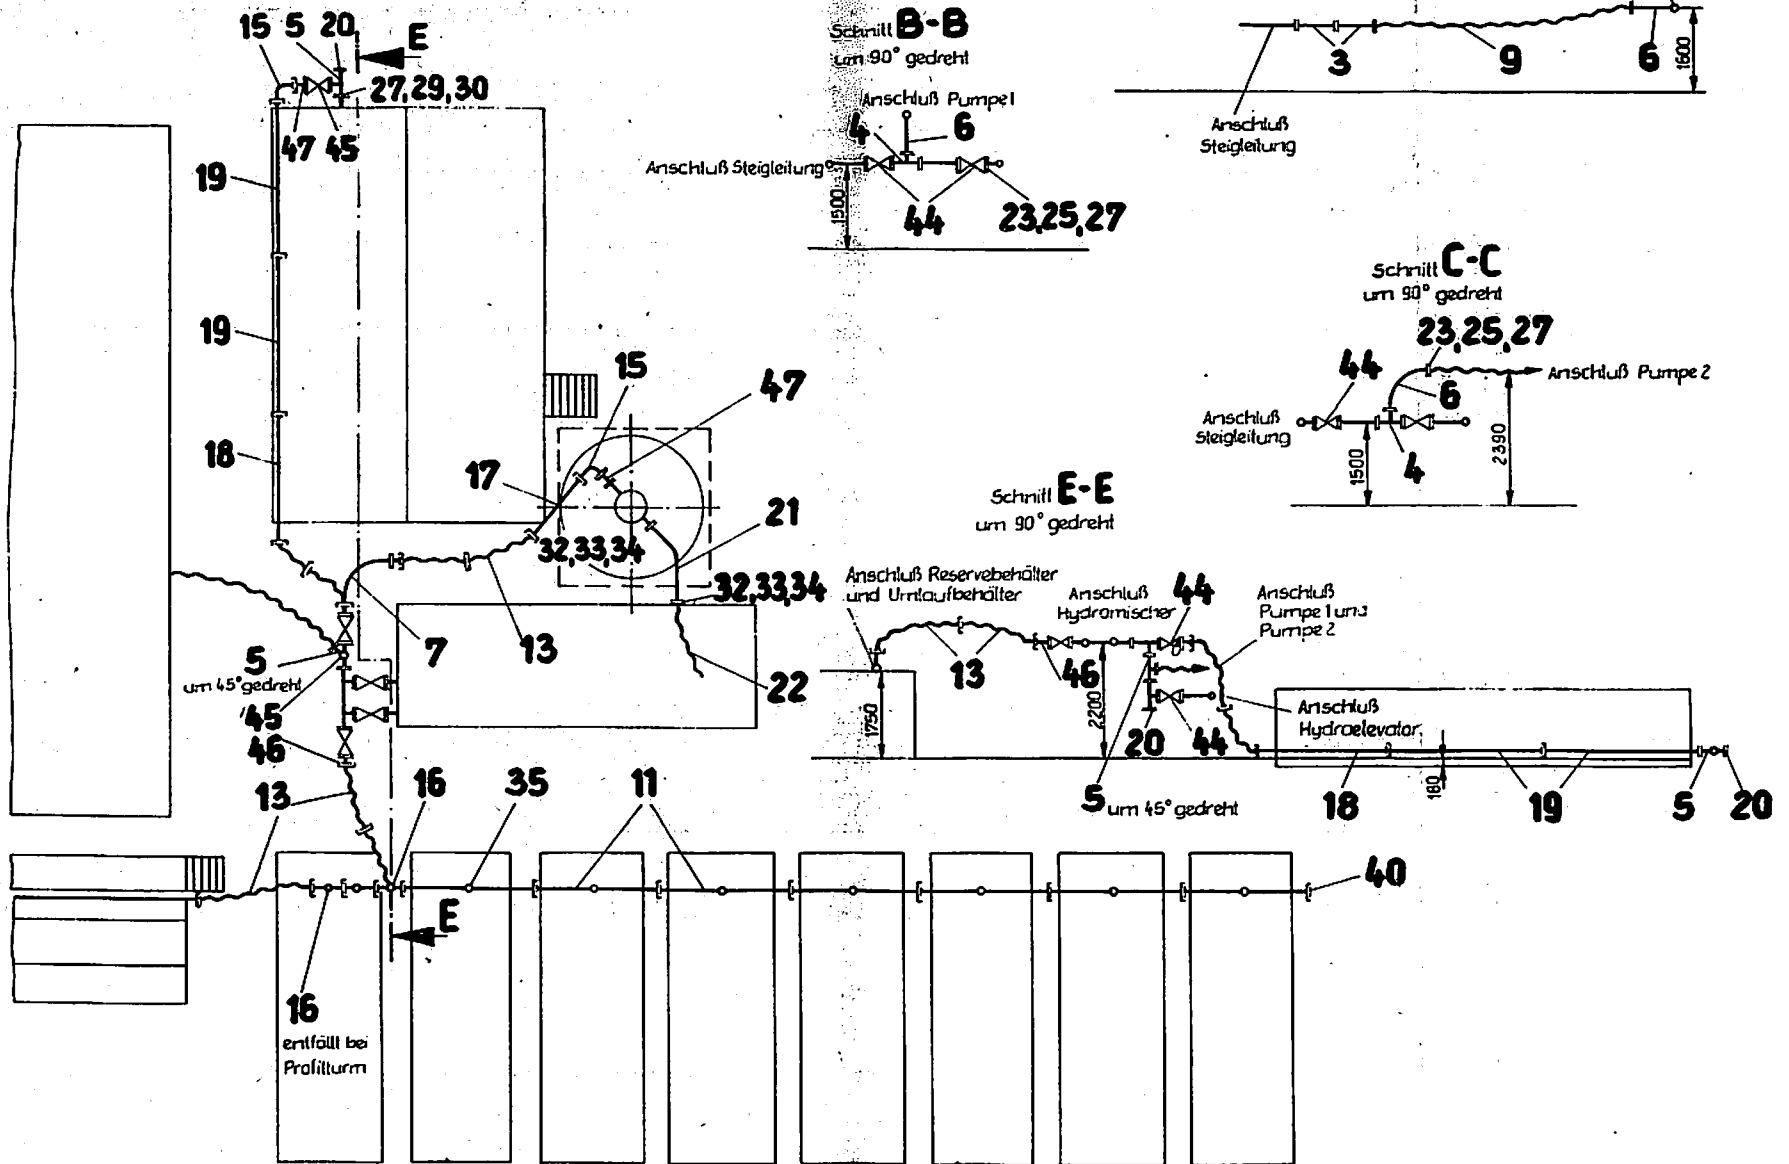 15 5 20
E
27,29,30
47 45
19
19
18
15
47
17
21
32,33,34
32,33,34
7
13
22
5
um 45° gedreht
45
46
13
16
35
11
40
E
16
entfällt bei
Profilturm
Schnitt B-B
um 90° gedreht
Anschluß Pumpe 1
4
6
Anschluß Steigleitung
1500
44
23,25,27
3
9
6
1600
Anschluß
Steigleitung
Schnitt C-C
um 90° gedreht
23,25,27
44
Anschluß Pumpe 2
6
Anschluß
Steigleitung
1500
4
2390
Schnitt E-E
um 90° gedreht
Anschluß Reservebehälter
und Umlaufbehälter
Anschluß
Hydromischer
44
Anschluß
Pumpe 1 und
Pumpe 2
13
46
1750
2200
20
44
Anschluß
Hydroelevator
5 um 45° gedreht
18
180
19
5
20